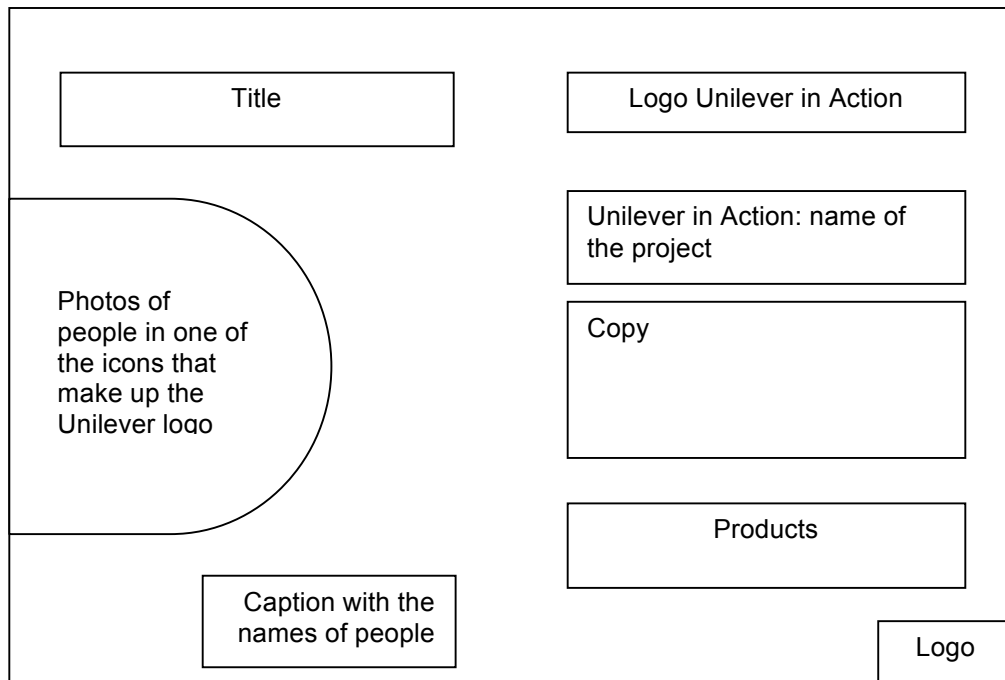 Title
Logo Unilever in Action
Unilever in Action: name of
the project
Photos of
people in one of
the icons that
make up the
Unilever logo
Copy
Products
Caption with the
names of people
Logo